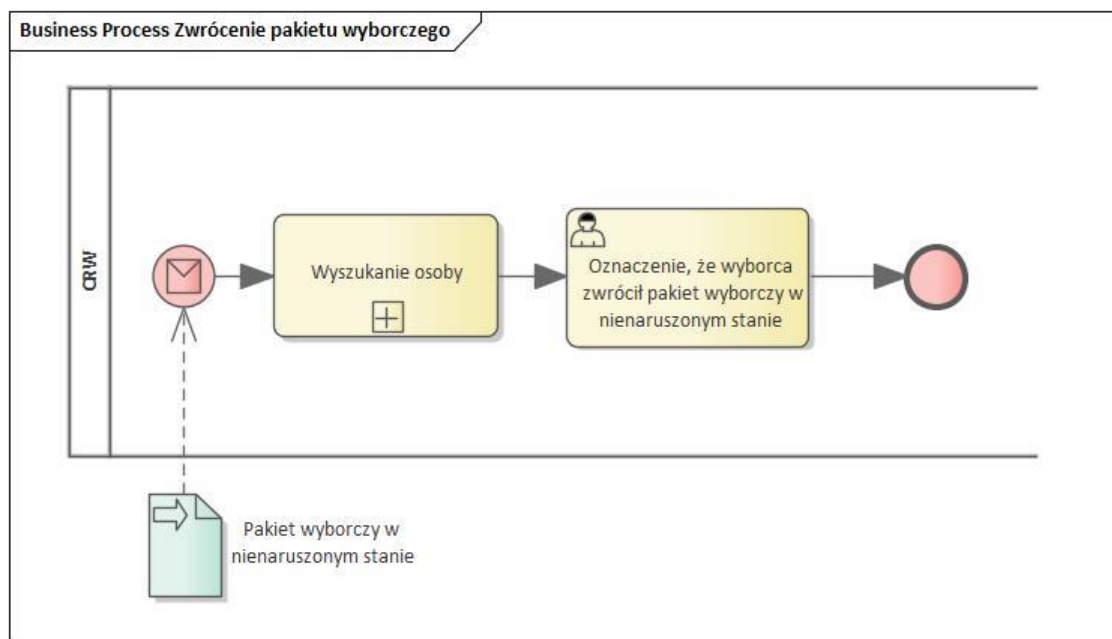 Business Process Zwrócenie pakietu wyborczego
CRW
Wyszukanie osoby
Oznaczenie, że wyborca
zwrócił pakiet wyborczy w
nienaruszonym stanie
Pakiet wyborczy w
nienaruszonym stanie